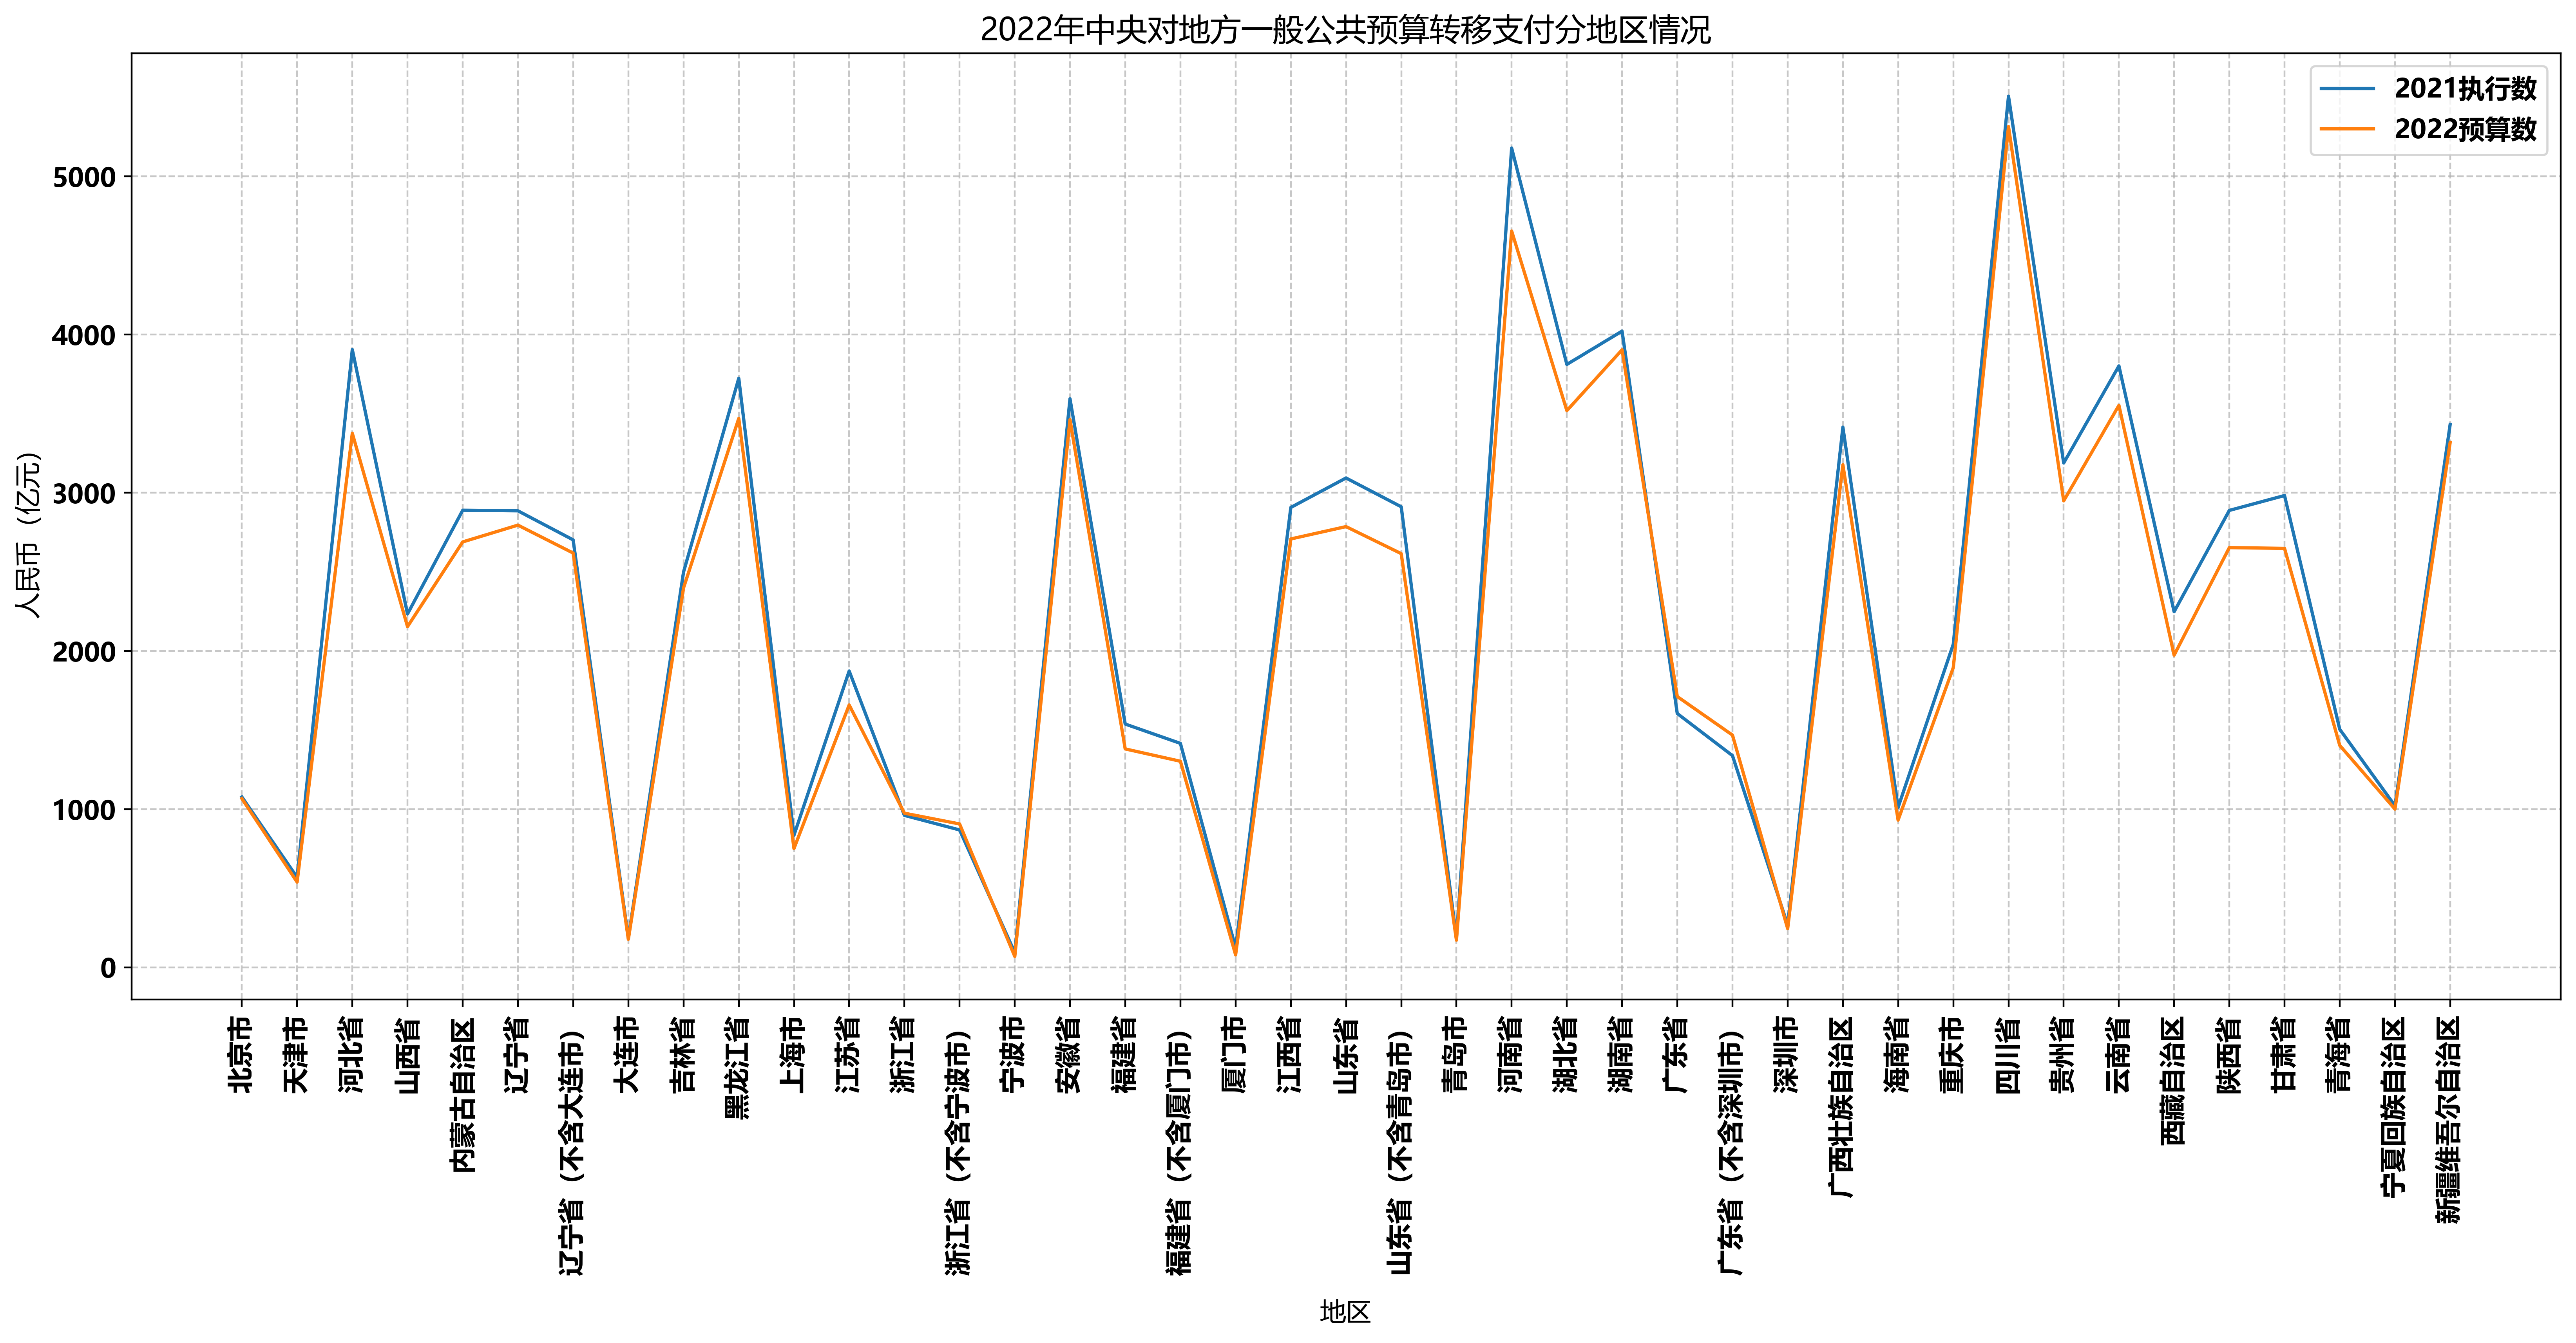 2022年中央对地方一般公共预算转移支付分地区情况
2021执行数
2022预算数
人民币（亿元）
5000
4000
3000
2000
1000
0
北京市
天津市
河北省
山西省
内蒙古自治区
辽宁省
辽宁省（不含大连市）
大连市
吉林省
黑龙江省
上海市
江苏省
浙江省
浙江省（不含宁波市）
宁波市
安徽省
福建省
福建省（不含厦门市）
厦门市
江西省
山东省
山东省（不含青岛市）
青岛市
河南省
湖北省
湖南省
广东省
广东省（不含深圳市）
深圳市
广西壮族自治区
海南省
重庆市
四川省
贵州省
云南省
西藏自治区
陕西省
甘肃省
青海省
宁夏回族自治区
新疆维吾尔自治区
地区